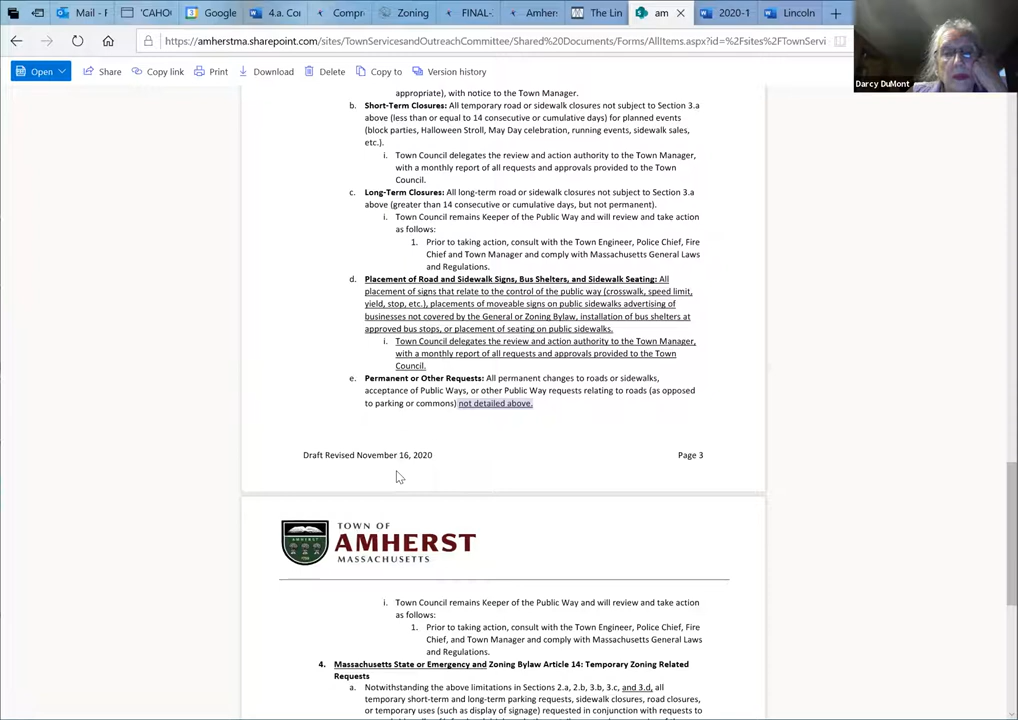 Mail - F
'CAHO
Google
4.a. Cor
Compre
Zoning
FINAL-
Amhers
The Lin
am
2020-1
Lincoln
https://amherstma.sharepoint.com/sites/TownServicesandOutreachCommittee/Shared%20Documents/Forms/AllItems.aspx?id=%2Fsites%2FTownServi
Open
Share
Copy link
Print
Download
Delete
Copy to
Version history
Darcy DuMont
appropriate), with notice to the Town Manager.
b. Short-Term Closures: All temporary road or sidewalk closures not subject to Section 3.a
above (less than or equal to 14 consecutive or cumulative days) for planned events
(block parties, Halloween Stroll, May Day celebration, running events, sidewalk sales,
etc.).
i. Town Council delegates the review and action authority to the Town Manager,
with a monthly report of all requests and approvals provided to the Town
Council.
c. Long-Term Closures: All long-term road or sidewalk closures not subject to Section 3.a
above (greater than 14 consecutive or cumulative days, but not permanent).
i. Town Council remains Keeper of the Public Way and will review and take action
as follows:
1. Prior to taking action, consult with the Town Engineer, Police Chief, Fire
Chief and Town Manager and comply with Massachusetts General Laws
and Regulations.
d. Placement of Road and Sidewalk Signs, Bus Shelters, and Sidewalk Seating: All
placement of signs that relate to the control of the public way (crosswalk, speed limit,
yield, stop, etc.), placements of moveable signs on public sidewalks advertising of
businesses not covered by the General or Zoning Bylaw, installation of bus shelters at
approved bus stops, or placement of seating on public sidewalks.
i. Town Council delegates the review and action authority to the Town Manager,
with a monthly report of all requests and approvals provided to the Town
Council.
e. Permanent or Other Requests: All permanent changes to roads or sidewalks,
acceptance of Public Ways, or other Public Way requests relating to roads (as opposed
to parking or commons) not detailed above.
Draft Revised November 16, 2020 Page 3
TOWN OF
AMHERST
MASSACHUSETTS
i. Town Council remains Keeper of the Public Way and will review and take action
as follows:
1. Prior to taking action, consult with the Town Engineer, Police Chief, Fire
Chief, and Town Manager and comply with Massachusetts General Laws
and Regulations.
4. Massachusetts State or Emergency and Zoning Bylaw Article 14: Temporary Zoning Related
Requests
a. Notwithstanding the above limitations in Sections 2.a, 2.b, 3.b, 3.c, and 3.d, all
temporary short-term and long-term parking requests, sidewalk closures, road closures,
or temporary uses (such as display of signage) requested in conjunction with requests to